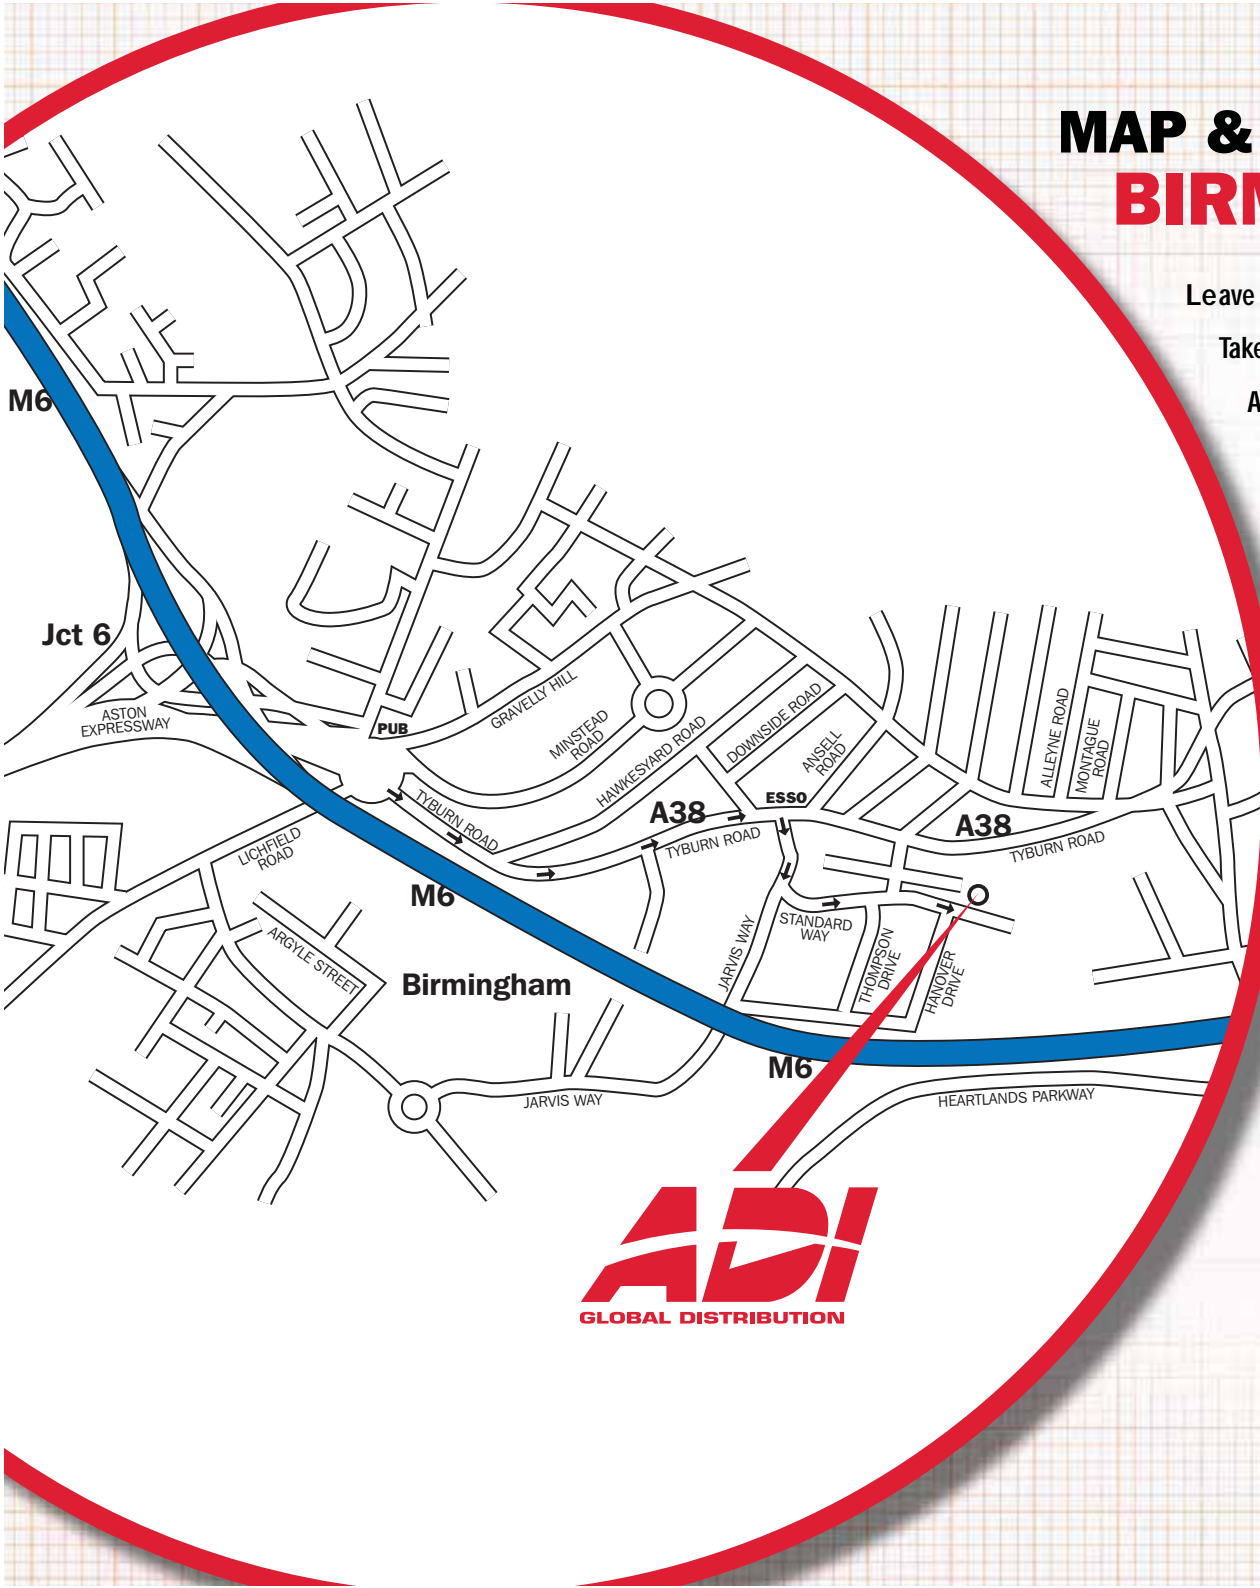 MAP &
BIRM
Leave
Take
A
M6
Jct 6
ASTON
EXPRESSWAY
PUB
GRAVELLY HILL
MINSTEAD
ROAD
HAWKESYARD ROAD
DOWNSIDE ROAD
ANSELL
ROAD
ALLEYNE ROAD
MONTAGUE
ROAD
ESSO
A38
A38
TYBURN ROAD
TYBURN ROAD
TYBURN ROAD
LICHFIELD
ROAD
M6
ARGYLE STREET
Birmingham
JARVIS WAY
STANDARD
WAY
THOMPSON
DRIVE
HANOVER
DRIVE
M6
JARVIS WAY
HEARTLANDS PARKWAY
ADI
GLOBAL DISTRIBUTION